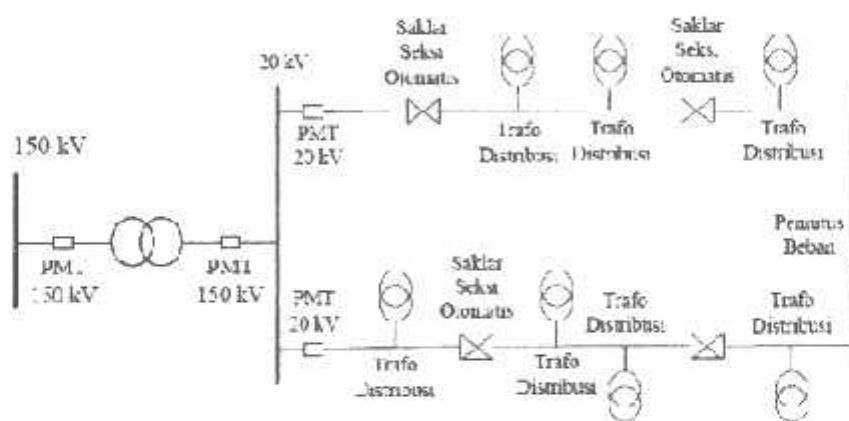 Saklar
Seksi
Otomatis
Saklar
Seks.
Otomatis
20 kV
PMT
20 kV
Trafo
Distribusi
Trafo
Distribusi
Trafo
Distribusi
150 kV
PMT
150 kV
PMT
150 kV
Pemutus
Beban
PMT
20 kV
Saklar
Seksi
Otomatis
Trafo
Distribusi
Trafo
Distribusi
Trafo
Distribusi
Trafo
Distribusi